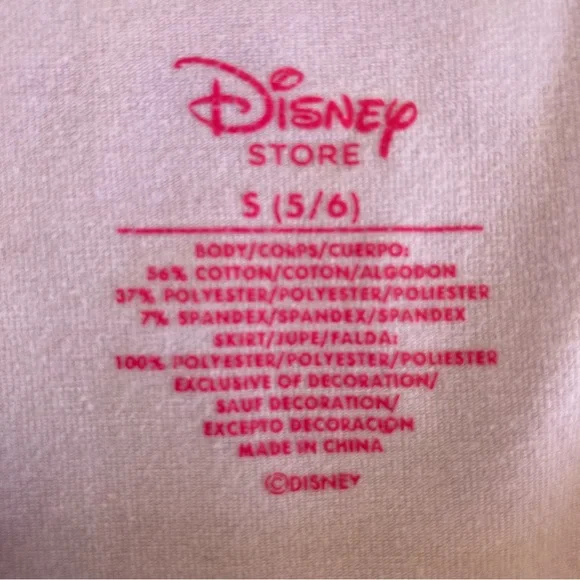 Disney
STORE
S (5/6)
BODY/CORPS/CUERPO:
56% COTTON/COTON/ALGODON
37% POLYESTER/POLYESTER/POLIESTER
7% SPANDEX/SPANDEX/SPANDEX
SKIRT/JUPE/FALDA:
100% POLYESTER/POLYESTER/POLIESTER
EXCLUSIVE OF DECORATION/
SAUF DECORATION/
EXCEPTO DECORACIÓN
MADE IN CHINA
©DISNEY